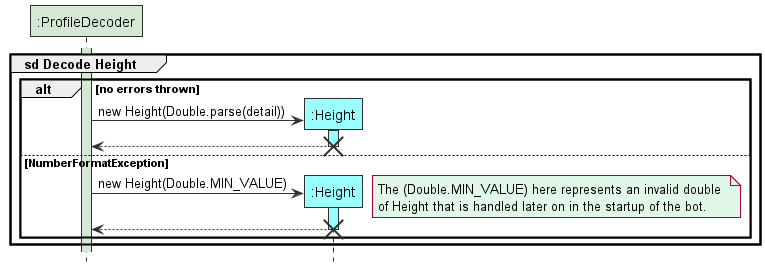 :ProfileDecoder
sd Decode Height
alt
[no errors thrown]
new Height(Double.parse(detail))
:Height
[NumberFormatException]
new Height(Double.MIN_VALUE)
:Height
The (Double.MIN_VALUE) here represents an invalid double
of Height that is handled later on in the startup of the bot.